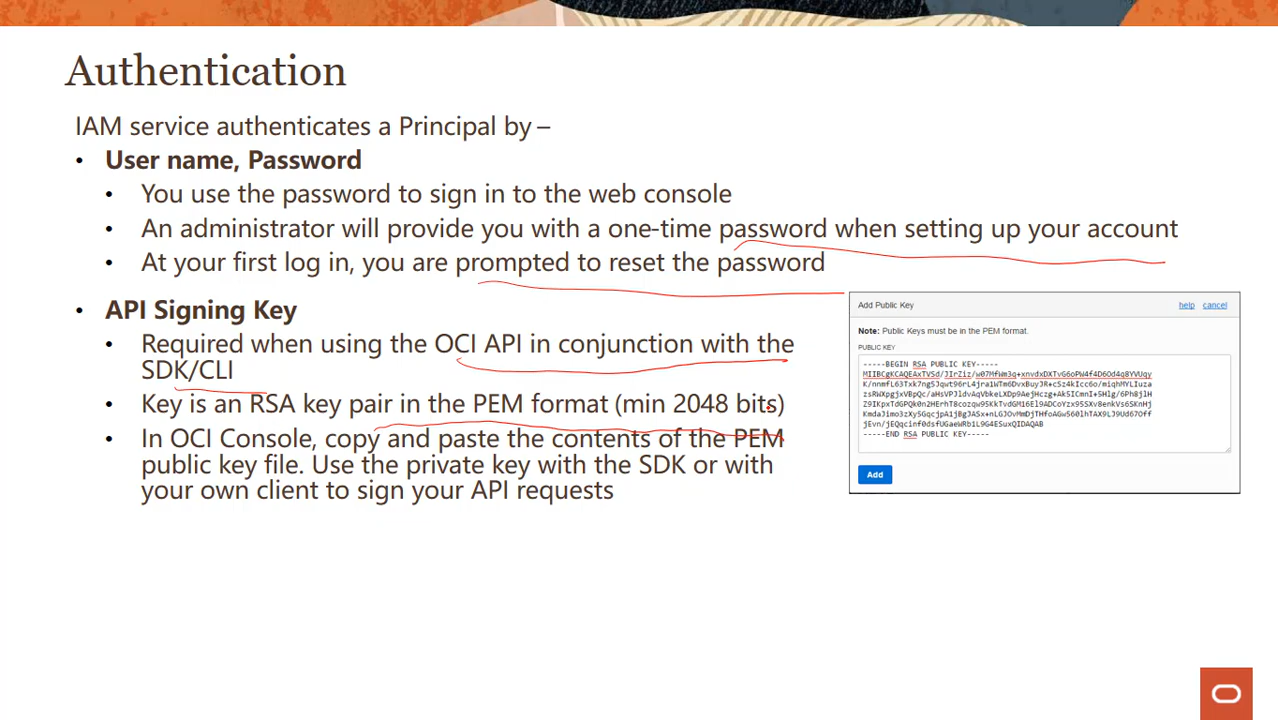 Authentication
IAM service authenticates a Principal by –
• User name, Password
• You use the password to sign in to the web console
• An administrator will provide you with a one-time password when setting up your account
• At your first log in, you are prompted to reset the password
• API Signing Key
• Required when using the OCI API in conjunction with the
SDK/CLI
• Key is an RSA key pair in the PEM format (min 2048 bits)
• In OCI Console, copy and paste the contents of the PEM
public key file. Use the private key with the SDK or with
your own client to sign your API requests
Add Public Key
help cancel
Note: Public Keys must be in the PEM format.
PUBLIC KEY
-----BEGIN RSA PUBLIC KEY-----
-----END RSA PUBLIC KEY-----
Add